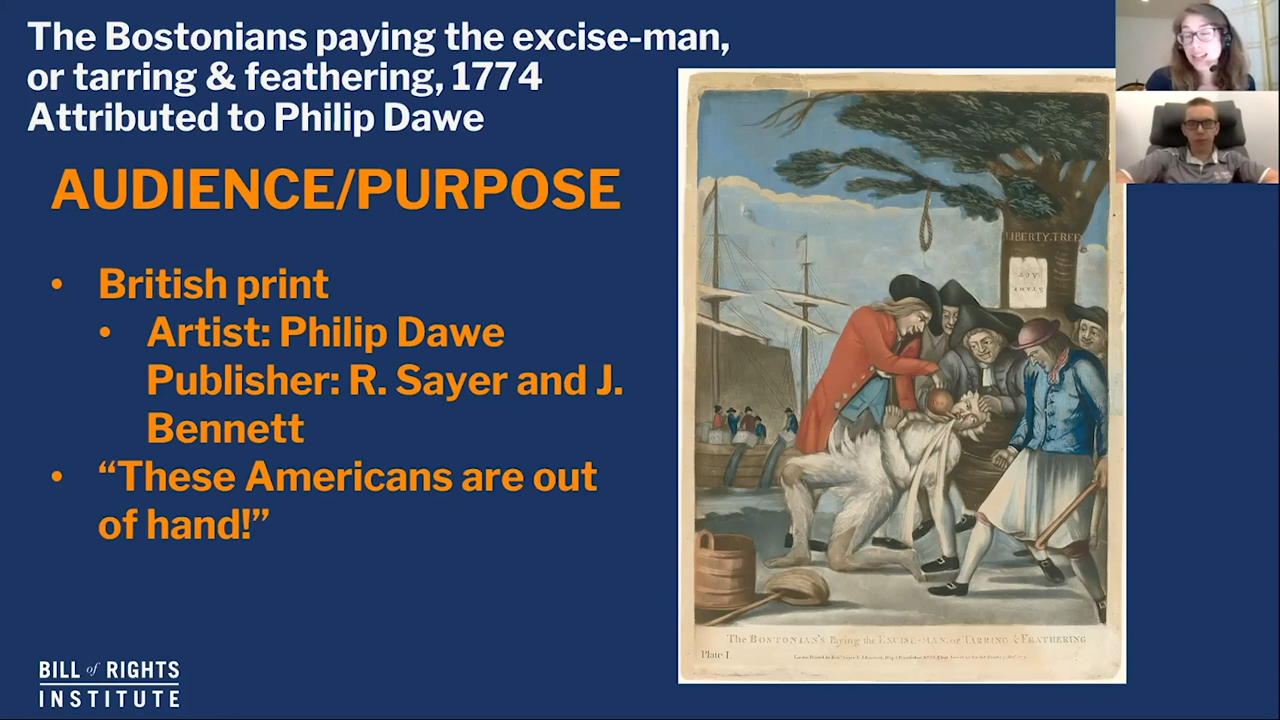 The Bostonians paying the excise-man,
or tarring & feathering, 1774
Attributed to Philip Dawe
AUDIENCE/PURPOSE
• British print
• Artist: Philip Dawe
Publisher: R. Sayer and J.
Bennett
• “These Americans are out
of hand!”
LIBERTY TREE
STAMP
ACT
The BOSTONIAN'S Paying the EXCISE-MAN, or TARRING & FEATHERING
Plate I.
BILL of RIGHTS
INSTITUTE